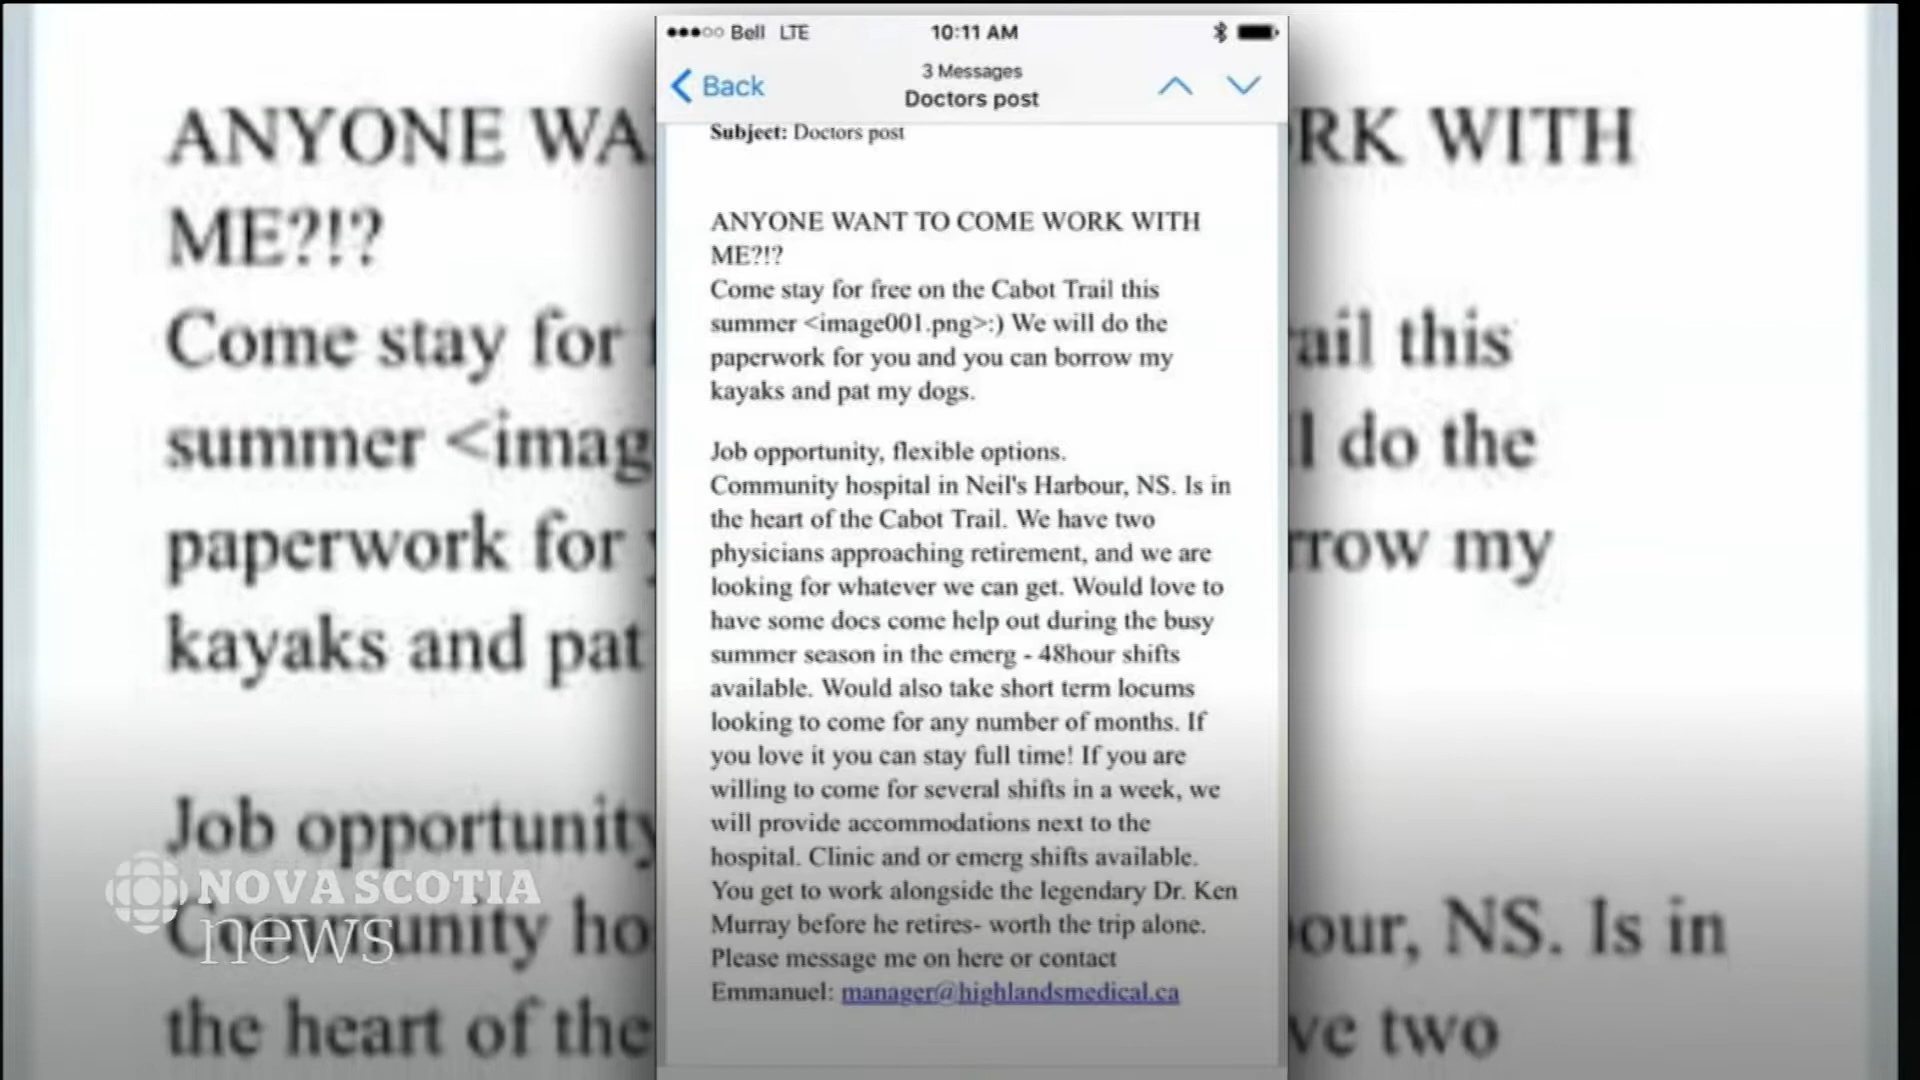 Bell LTE 10:11 AM
3 Messages
Back
Doctors post
Subject: Doctors post
ANYONE WANT TO COME WORK WITH
ME?!?
Come stay for free on the Cabot Trail this
summer <image001.png>:) We will do the
paperwork for you and you can borrow my
kayaks and pat my dogs.
Job opportunity, flexible options.
Community hospital in Neil's Harbour, NS. Is in
the heart of the Cabot Trail. We have two
physicians approaching retirement, and we are
looking for whatever we can get. Would love to
have some docs come help out during the busy
summer season in the emerg - 48hour shifts
available. Would also take short term locums
looking to come for any number of months. If
you love it you can stay full time! If you are
willing to come for several shifts in a week, we
will provide accommodations next to the
hospital. Clinic and or emerg shifts available.
You get to work alongside the legendary Dr. Ken
Murray before he retires- worth the trip alone.
Please message me on here or contact
Emmanuel: manager@highlandsmedical.ca
ANYONE WA RK WITH
ME?!?
Come stay for ail this
summer <imag l do the
paperwork for rrow my
kayaks and pat
Job opportunity
Community ho our, NS. Is in
the heart of the ve two
NOVA SCOTIA
news